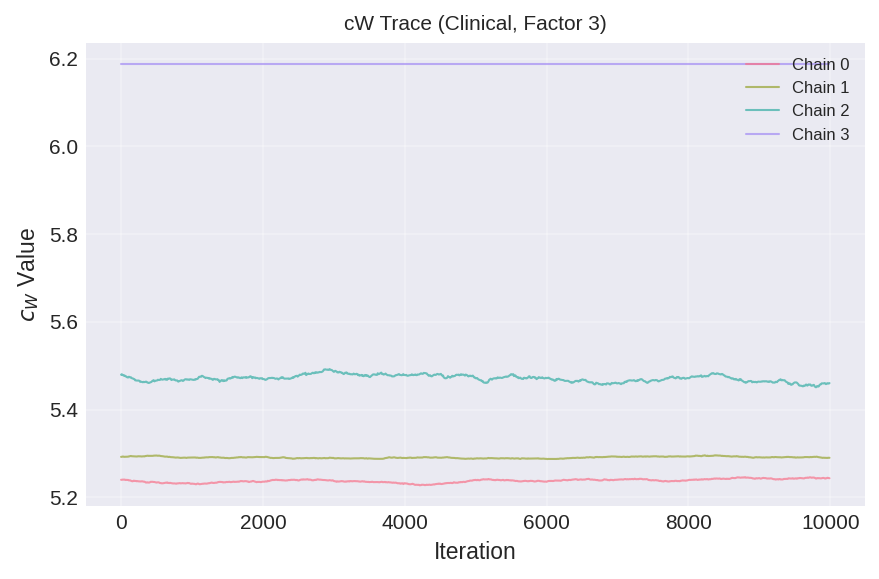 cW Trace (Clinical, Factor 3)
6.2
6.0
5.8
5.6
5.4
5.2
cW Value
Chain 0
Chain 1
Chain 2
Chain 3
0 2000 4000 6000 8000 10000
Iteration